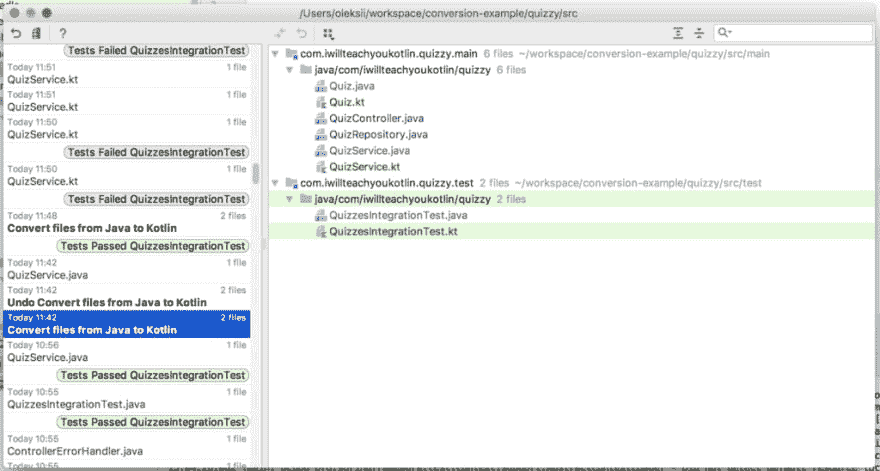 /Users/oleksii/workspace/conversion-example/quizzy/src
?
Tests Failed QuizzesIntegrationTest
Today 11:51 1 file
QuizService.kt
Today 11:51 1 file
QuizService.kt
Today 11:50 1 file
QuizService.kt
Tests Failed QuizzesIntegrationTest
Today 11:50 1 file
QuizService.kt
Tests Failed QuizzesIntegrationTest
Today 11:48 2 files
Convert files from Java to Kotlin
Tests Passed QuizzesIntegrationTest
Today 11:42 1 file
QuizService.java
Today 11:42 2 files
Undo Convert files from Java to Kotlin
Today 11:42 2 files
Convert files from Java to Kotlin
Today 10:56 1 file
QuizService.java
Tests Passed QuizzesIntegrationTest
Today 10:55 1 file
QuizzesIntegrationTest.java
Tests Passed QuizzesIntegrationTest
Today 10:55 1 file
ControllerErrorHandler.java
com.iwillteachyoukotlin.quizzy.main 6 files ~/workspace/conversion-example/quizzy/src/main
java/com/iwillteachyoukotlin/quizzy 6 files
Quiz.java
Quiz.kt
QuizController.java
QuizRepository.java
QuizService.java
QuizService.kt
com.iwillteachyoukotlin.quizzy.test 2 files ~/workspace/conversion-example/quizzy/src/test
java/com/iwillteachyoukotlin/quizzy 2 files
QuizzesIntegrationTest.java
QuizzesIntegrationTest.kt